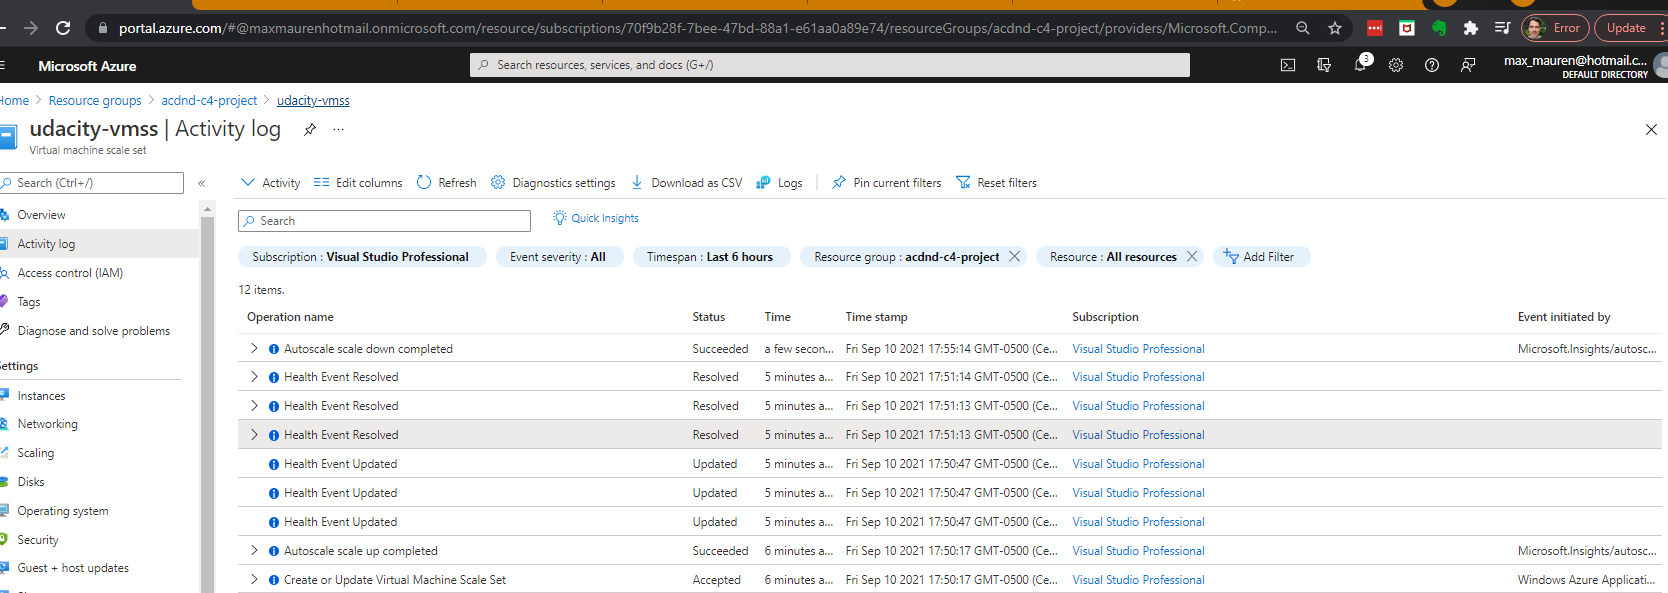 portal.azure.com/#@maxmaurenhotmail.onmicrosoft.com/resource/subscriptions/70f9b28f-7bee-47bd-88a1-e61aa0a89e74/resourceGroups/acdnd-c4-project/providers/Microsoft.Comp... Error Update
Microsoft Azure Search resources, services, and docs (G+/) 3 max_mauren@hotmail.c...
DEFAULT DIRECTORY
Home > Resource groups > acdnd-c4-project > udacity-vmss
udacity-vmss | Activity log ...
Virtual machine scale set
Search (Ctrl+/) « Activity Edit columns Refresh Diagnostics settings Download as CSV Logs Pin current filters Reset filters
Overview
Activity log
Access control (IAM)
Tags
Diagnose and solve problems
Settings
Instances
Networking
Scaling
Disks
Operating system
Security
Guest + host updates
Search Quick Insights
Subscription : Visual Studio Professional Event severity : All Timespan : Last 6 hours Resource group : acdnd-c4-project Resource : All resources Add Filter
12 items.
Operation name Status Time Time stamp Subscription Event initiated by
Autoscale scale down completed Succeeded a few secon... Fri Sep 10 2021 17:55:14 GMT-0500 (Ce... Visual Studio Professional Microsoft.Insights/autosc...
Health Event Resolved Resolved 5 minutes a... Fri Sep 10 2021 17:51:14 GMT-0500 (Ce... Visual Studio Professional
Health Event Resolved Resolved 5 minutes a... Fri Sep 10 2021 17:51:13 GMT-0500 (Ce... Visual Studio Professional
Health Event Resolved Resolved 5 minutes a... Fri Sep 10 2021 17:51:13 GMT-0500 (Ce... Visual Studio Professional
Health Event Updated Updated 5 minutes a... Fri Sep 10 2021 17:50:47 GMT-0500 (Ce... Visual Studio Professional
Health Event Updated Updated 5 minutes a... Fri Sep 10 2021 17:50:47 GMT-0500 (Ce... Visual Studio Professional
Health Event Updated Updated 5 minutes a... Fri Sep 10 2021 17:50:47 GMT-0500 (Ce... Visual Studio Professional
Autoscale scale up completed Succeeded 6 minutes a... Fri Sep 10 2021 17:50:17 GMT-0500 (Ce... Visual Studio Professional Microsoft.Insights/autosc...
Create or Update Virtual Machine Scale Set Accepted 6 minutes a... Fri Sep 10 2021 17:50:17 GMT-0500 (Ce... Visual Studio Professional Windows Azure Applicati...